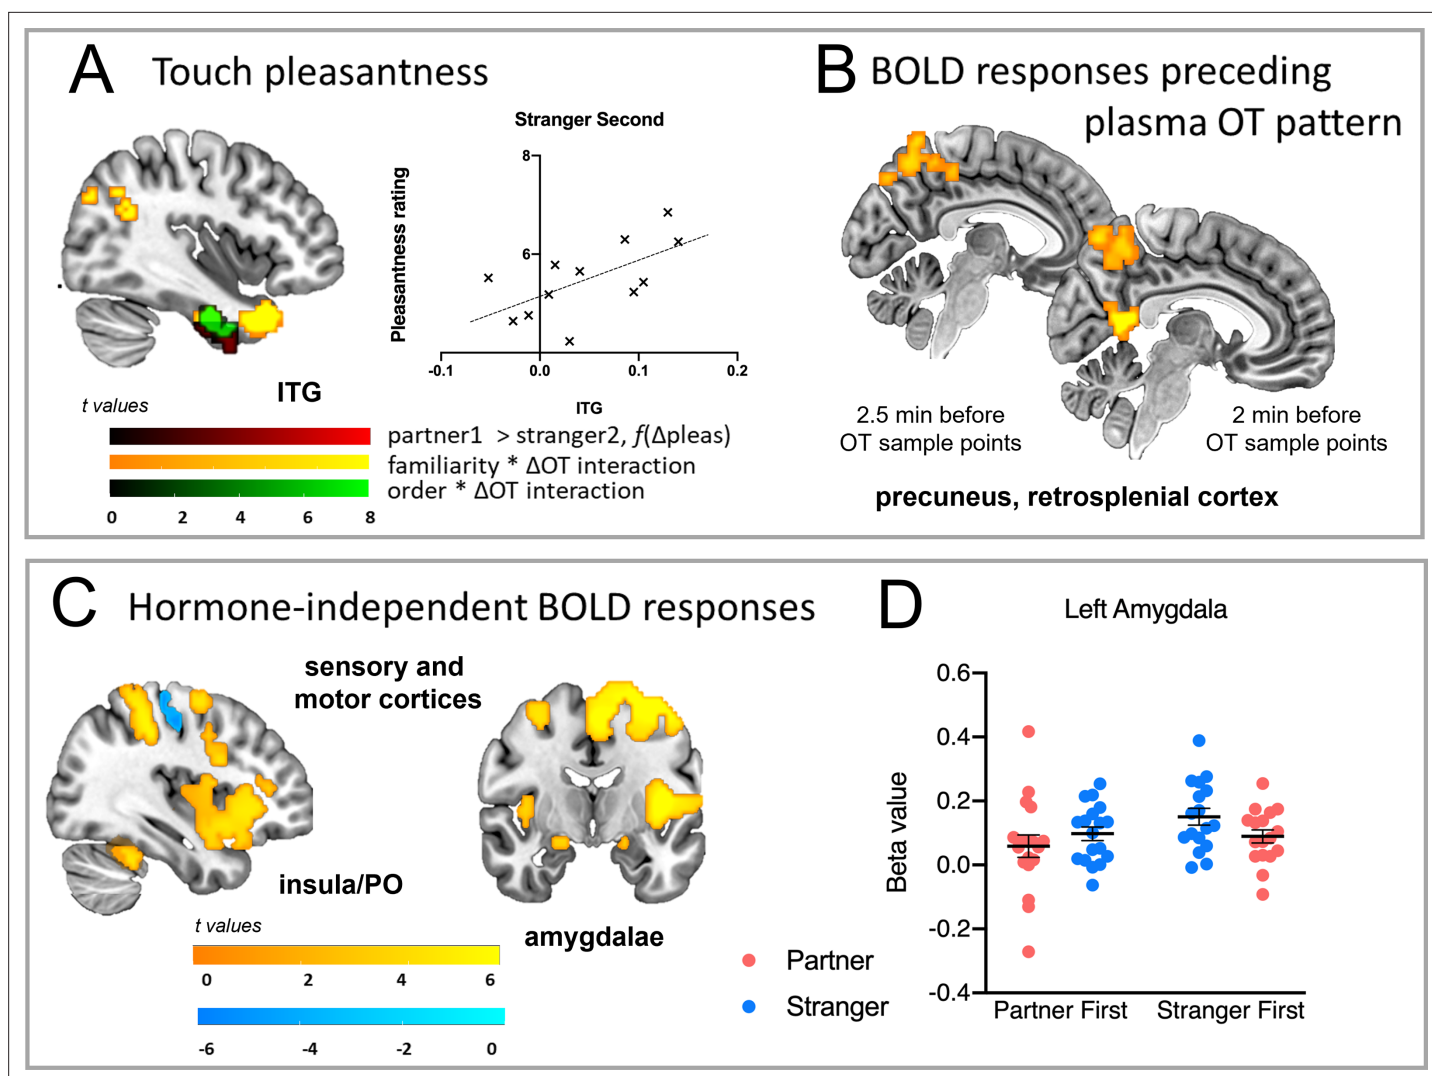 A Touch pleasantness
Stranger Second
Pleasantness rating
8
6
-0.1 0.0 0.1 0.2
ITG
ITG
t values
partner1 > stranger2, f(Δpleas)
familiarity * ΔOT interaction
order * ΔOT interaction
0 2 4 6 8
B BOLD responses preceding
plasma OT pattern
2.5 min before
OT sample points
2 min before
OT sample points
precuneus, retrosplenial cortex
C Hormone-independent BOLD responses
sensory and
motor cortices
insula/PO
amygdalae
t values
0 2 4 6
-6 -4 -2 0
Partner
Stranger
D Left Amygdala
Beta value
0.6
0.4
0.2
0.0
-0.2
-0.4
Partner First Stranger First